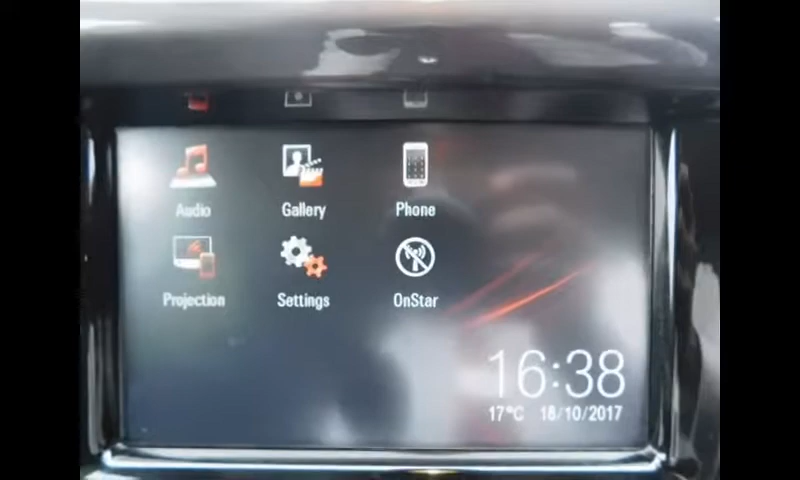 Audio Gallery Phone
Projection Settings OnStar
16:38
17°C 18/10/2017